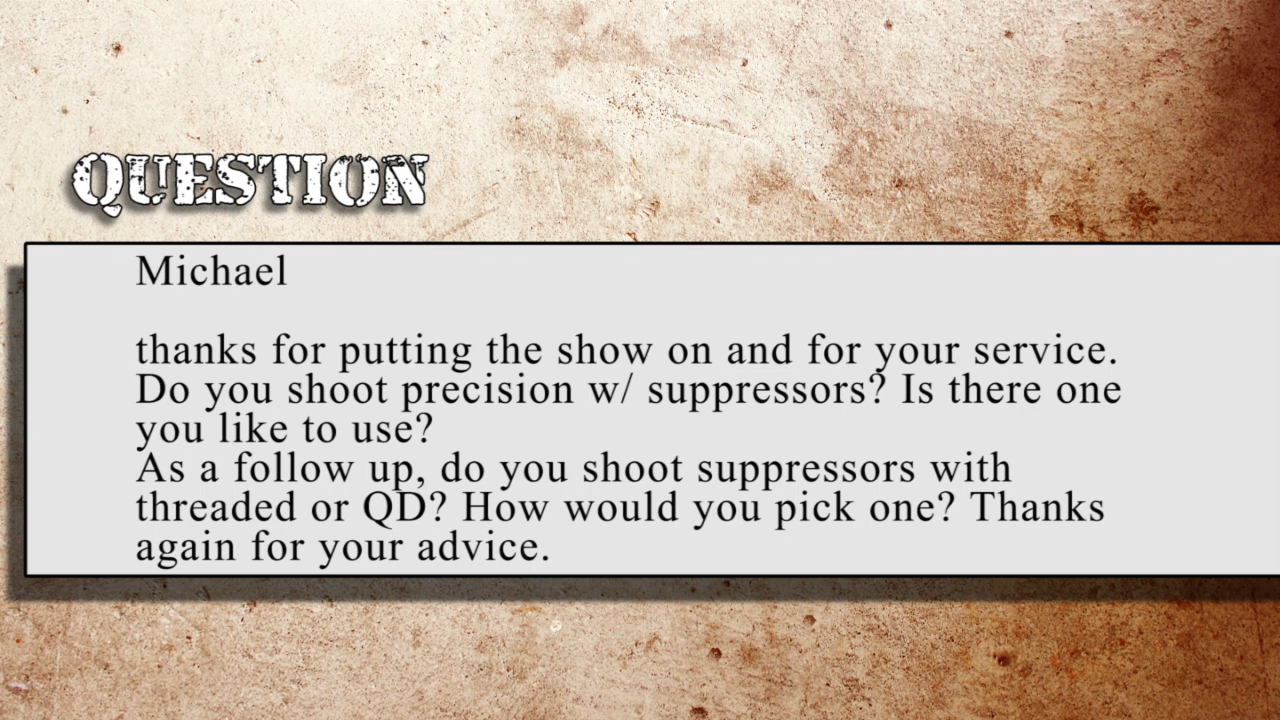 QUESTION
Michael
thanks for putting the show on and for your service.
Do you shoot precision w/ suppressors? Is there one
you like to use?
As a follow up, do you shoot suppressors with
threaded or QD? How would you pick one? Thanks
again for your advice.